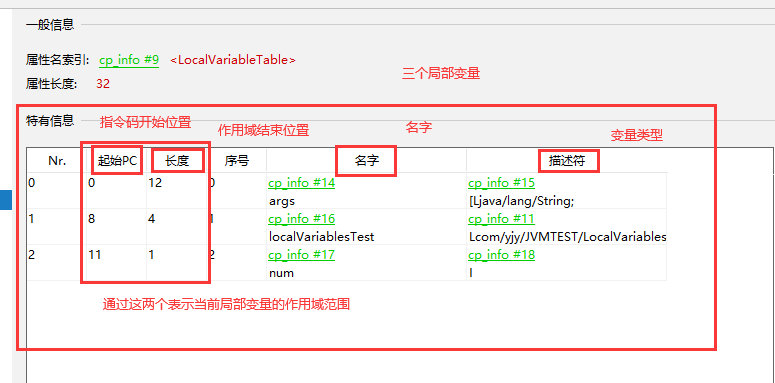 一般信息
属性名索引: cp_info #9 <LocalVariableTable>
属性长度: 32
三个局部变量
特有信息
指令码开始位置
作用域结束位置
名字
变量类型
Nr. 起始PC 长度 序号 名字 描述符
0 0 12 0 cp_info #14 cp_info #15
args [Ljava/lang/String;
1 8 4 1 cp_info #16 cp_info #11
localVariablesTest Lcom/yjy/JVMTEST/LocalVariables
2 11 1 2 cp_info #17 cp_info #18
num I
通过这两个表示当前局部变量的作用域范围